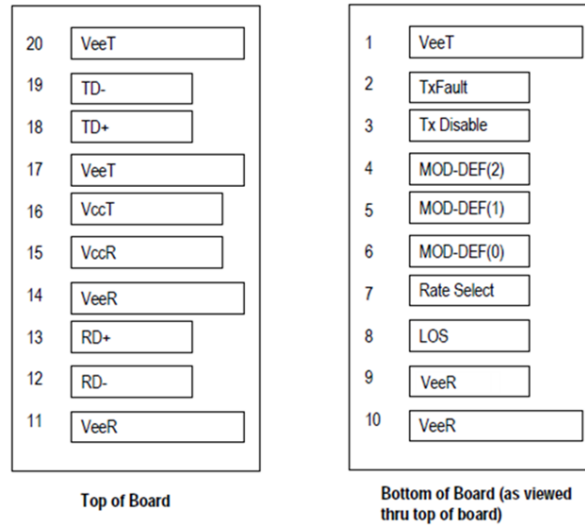 20 VeeT
19 TD-
18 TD+
17 VeeT
16 VccT
15 VccR
14 VeeR
13 RD+
12 RD-
11 VeeR
Top of Board
1 VeeT
2 TxFault
3 Tx Disable
4 MOD-DEF(2)
5 MOD-DEF(1)
6 MOD-DEF(0)
7 Rate Select
8 LOS
9 VeeR
10 VeeR
Bottom of Board (as viewed
thru top of board)